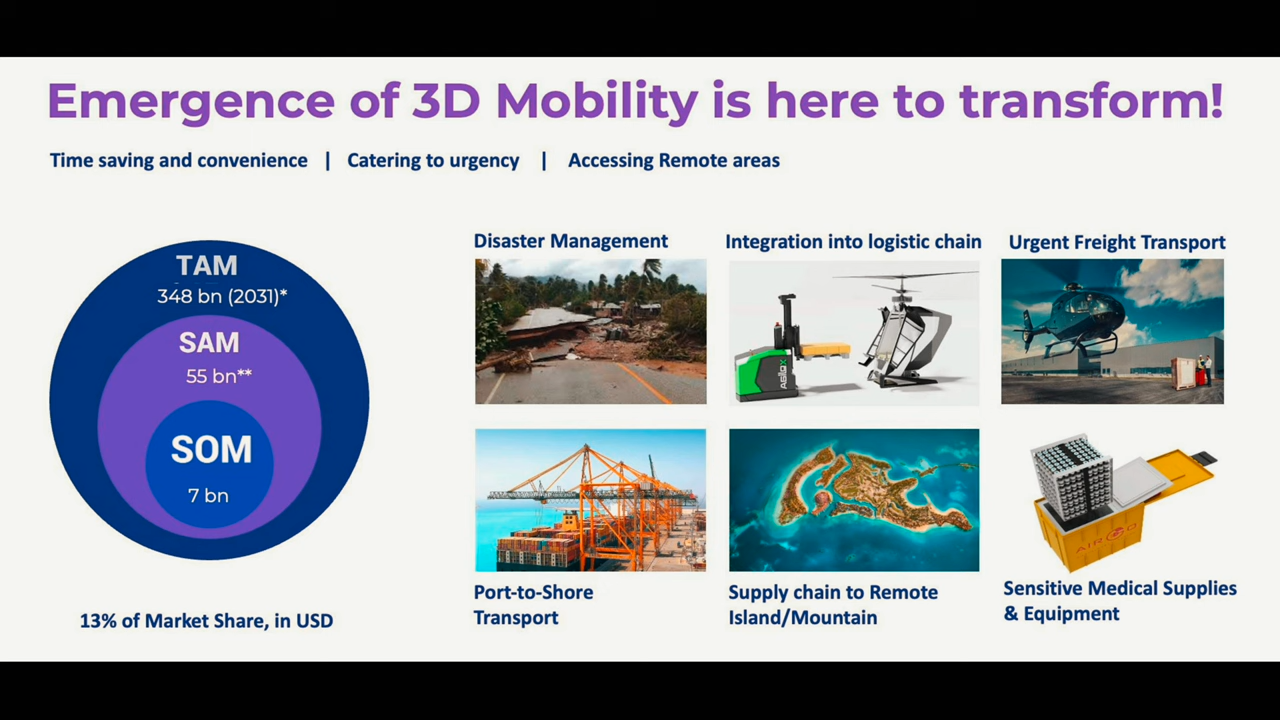 Emergence of 3D Mobility is here to transform!
Time saving and convenience | Catering to urgency | Accessing Remote areas
TAM
348 bn (2031)*
SAM
55 bn**
SOM
7 bn
13% of Market Share, in USD
Disaster Management
Integration into logistic chain
Urgent Freight Transport
Port-to-Shore
Transport
Supply chain to Remote
Island/Mountain
Sensitive Medical Supplies
& Equipment